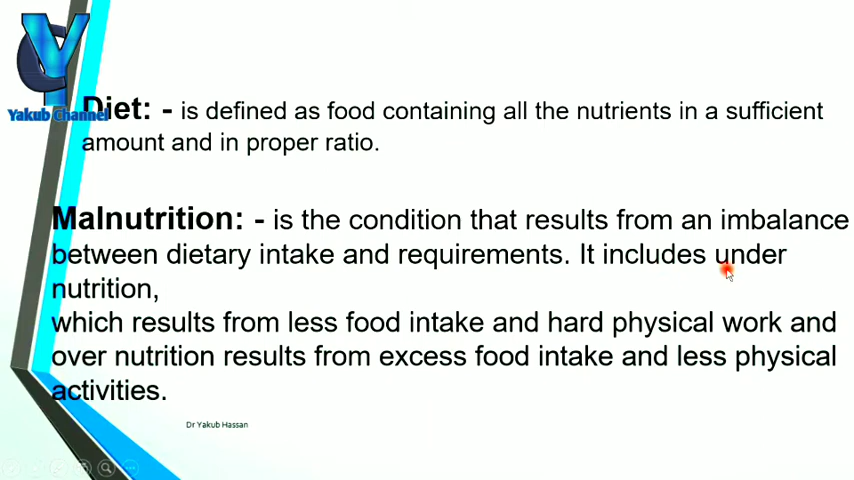 Yakub Channel
Diet: - is defined as food containing all the nutrients in a sufficient
amount and in proper ratio.
Malnutrition: - is the condition that results from an imbalance
between dietary intake and requirements. It includes under
nutrition,
which results from less food intake and hard physical work and
over nutrition results from excess food intake and less physical
activities.
Dr Yakub Hassan